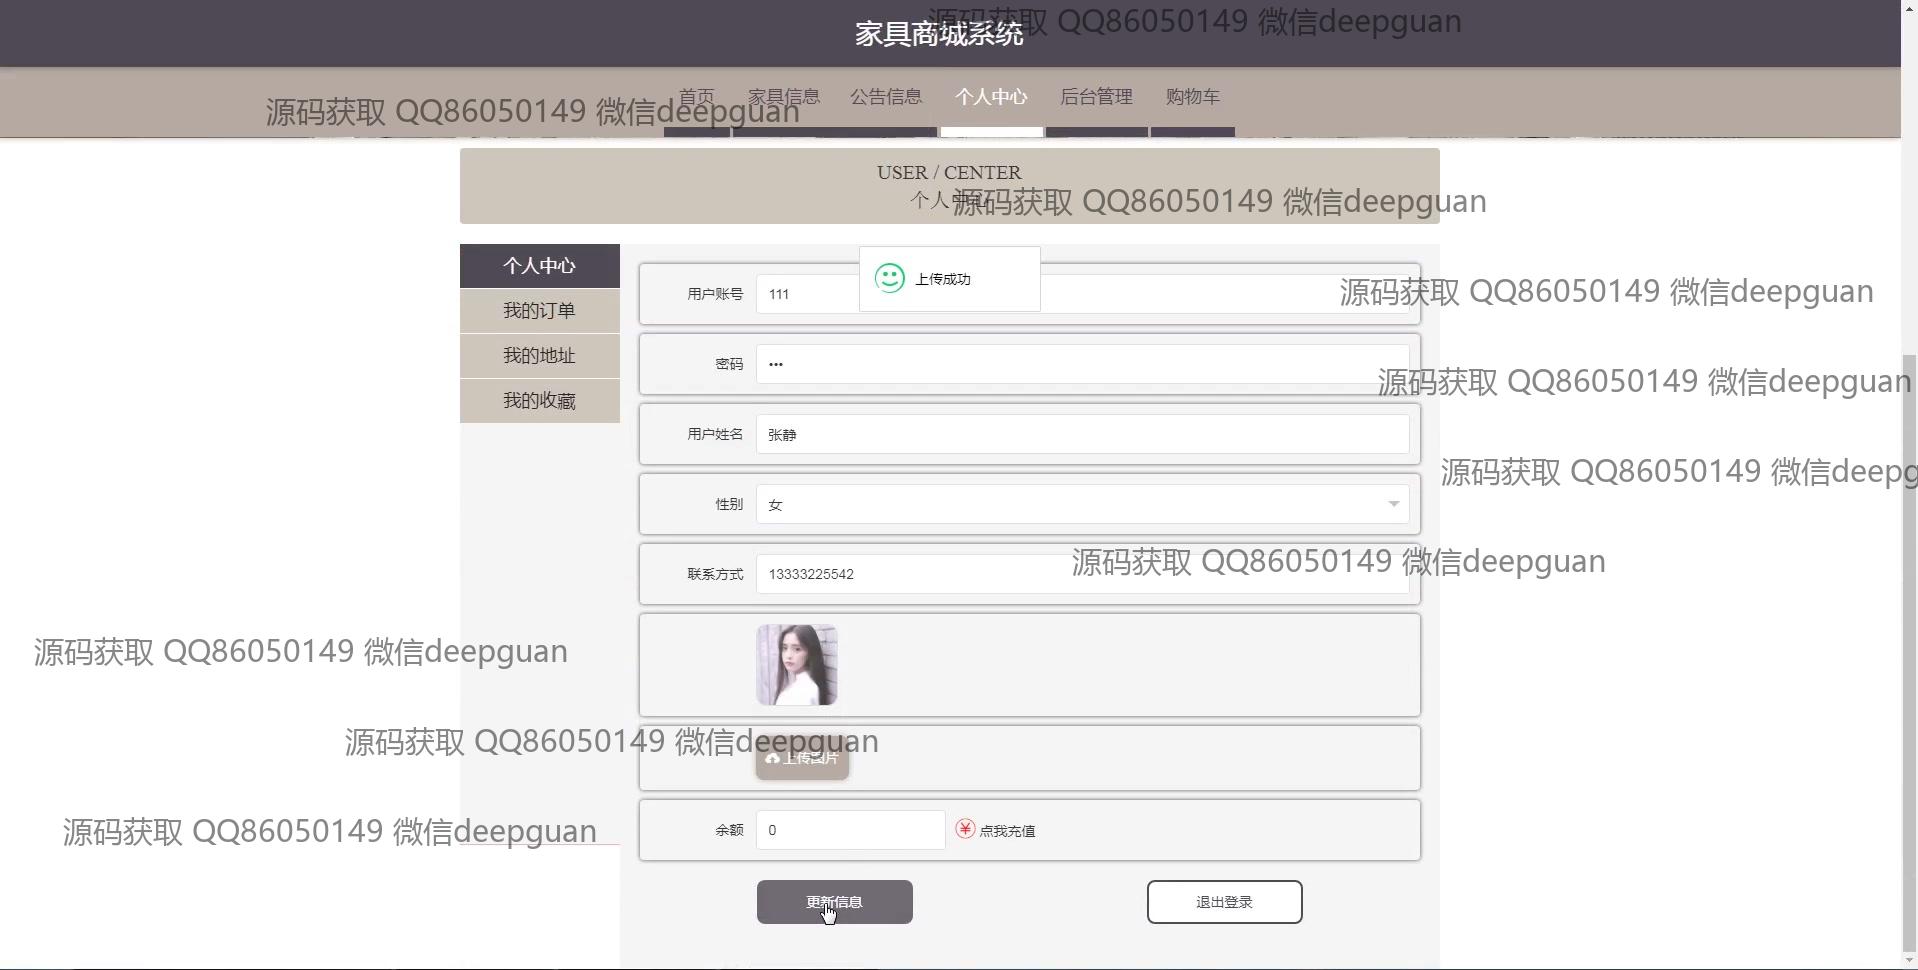 家具商城系统
源码获取 QQ86050149 微信deepguan
首页 家具信息 公告信息 个人中心 后台管理 购物车
源码获取 QQ86050149 微信deepguan
USER / CENTER
个人中心
源码获取 QQ86050149 微信deepguan
个人中心
我的订单
我的地址
我的收藏
上传成功
用户账号 111
源码获取 QQ86050149 微信deepguan
密码 •••
源码获取 QQ86050149 微信deepguan
用户姓名 张静
源码获取 QQ86050149 微信deepg
性别 女
源码获取 QQ86050149 微信deepguan
联系方式 13333225542
源码获取 QQ86050149 微信deepguan
源码获取 QQ86050149 微信deepguan
上传图片
源码获取 QQ86050149 微信deepguan
余额 0 点我充值
更新信息 退出登录